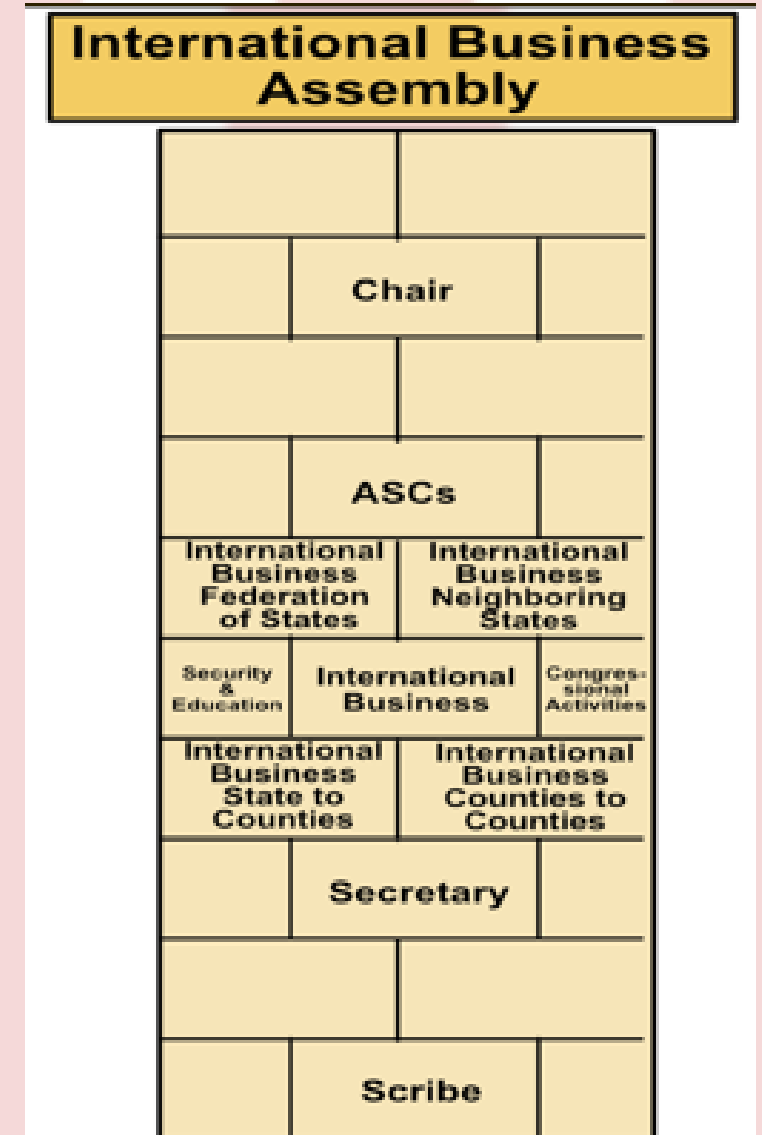 International Business
Assembly
Chair
ASCs
International
Business
Federation
of States
International
Business
Neighboring
States
Security
&
Education
International
Business
Congres-
sional
Activities
International
Business
State to
Counties
International
Business
Counties to
Counties
Secretary
Scribe